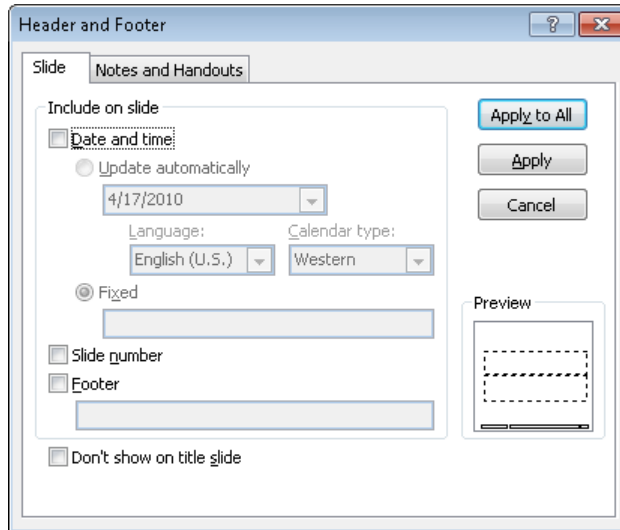 Header and Footer
Slide
Notes and Handouts
Include on slide
Date and time
Update automatically
4/17/2010
Language:
Calendar type:
English (U.S.)
Western
Fixed
Slide number
Footer
Don't show on title slide
Apply to All
Apply
Cancel
Preview